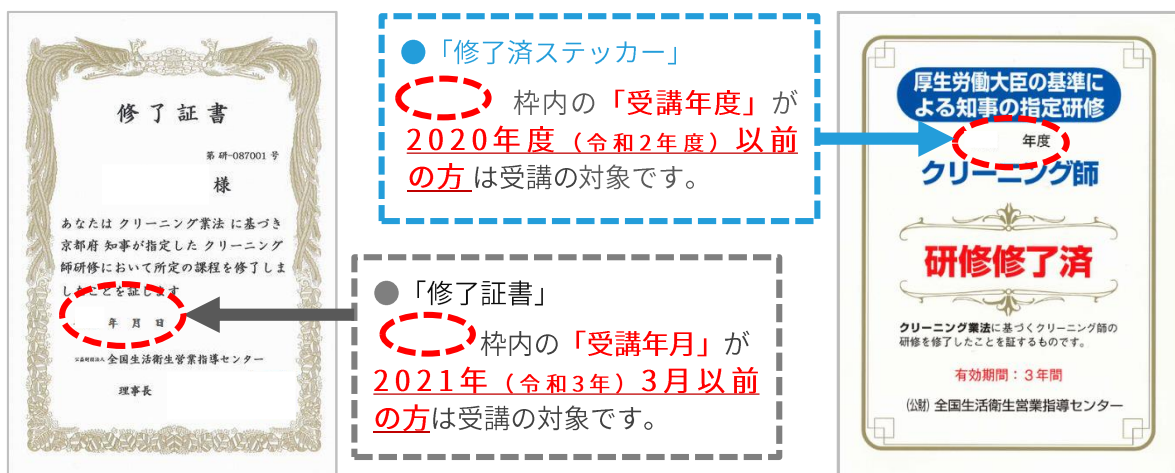 修了証書
第 研-087001 号
様
あなたは クリーニング業法 に基づき
京都府 知事が指定した クリーニング
師研修において所定の課程を修了しま
したことを証します
年 月 日
公益財団法人 全国生活衛生営業指導センター
理事長
●「修了済ステッカー」
枠内の「受講年度」が
2020年度（令和2年度）以前
の方は受講の対象です。
●「修了証書」
枠内の「受講年月」が
2021年（令和3年）3月以前
の方は受講の対象です。
厚生労働大臣の基準に
よる知事の指定研修
年度
クリーニング師
研修修了済
クリーニング業法に基づくクリーニング師の
研修を修了したことを証するものです。
有効期間：3年間
(公財) 全国生活衛生営業指導センター